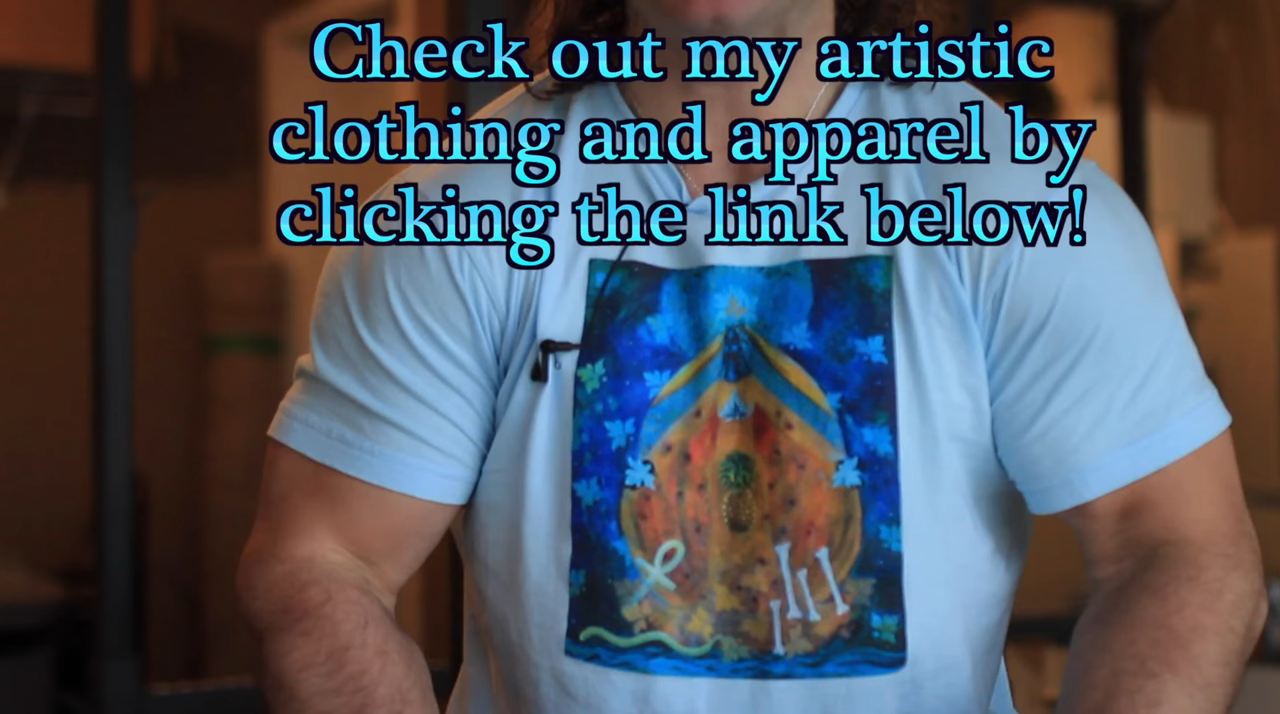 Check out my artistic
clothing and apparel by
clicking the link below!